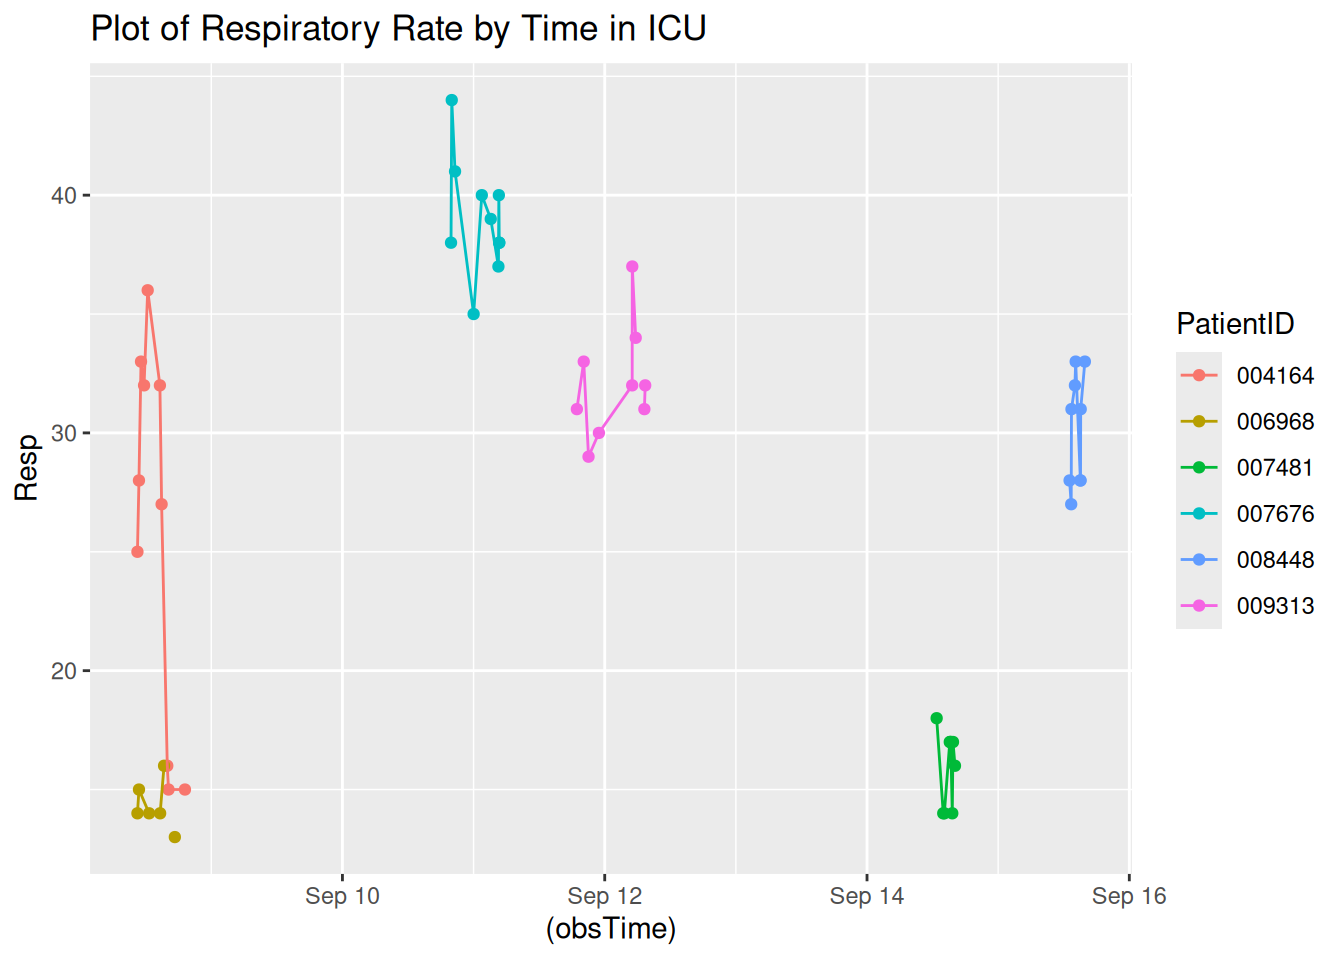 Plot of Respiratory Rate by Time in ICU
40
30
20
Resp
Sep 10
Sep 12
Sep 14
Sep 16
(obsTime)
PatientID
004164
006968
007481
007676
008448
009313